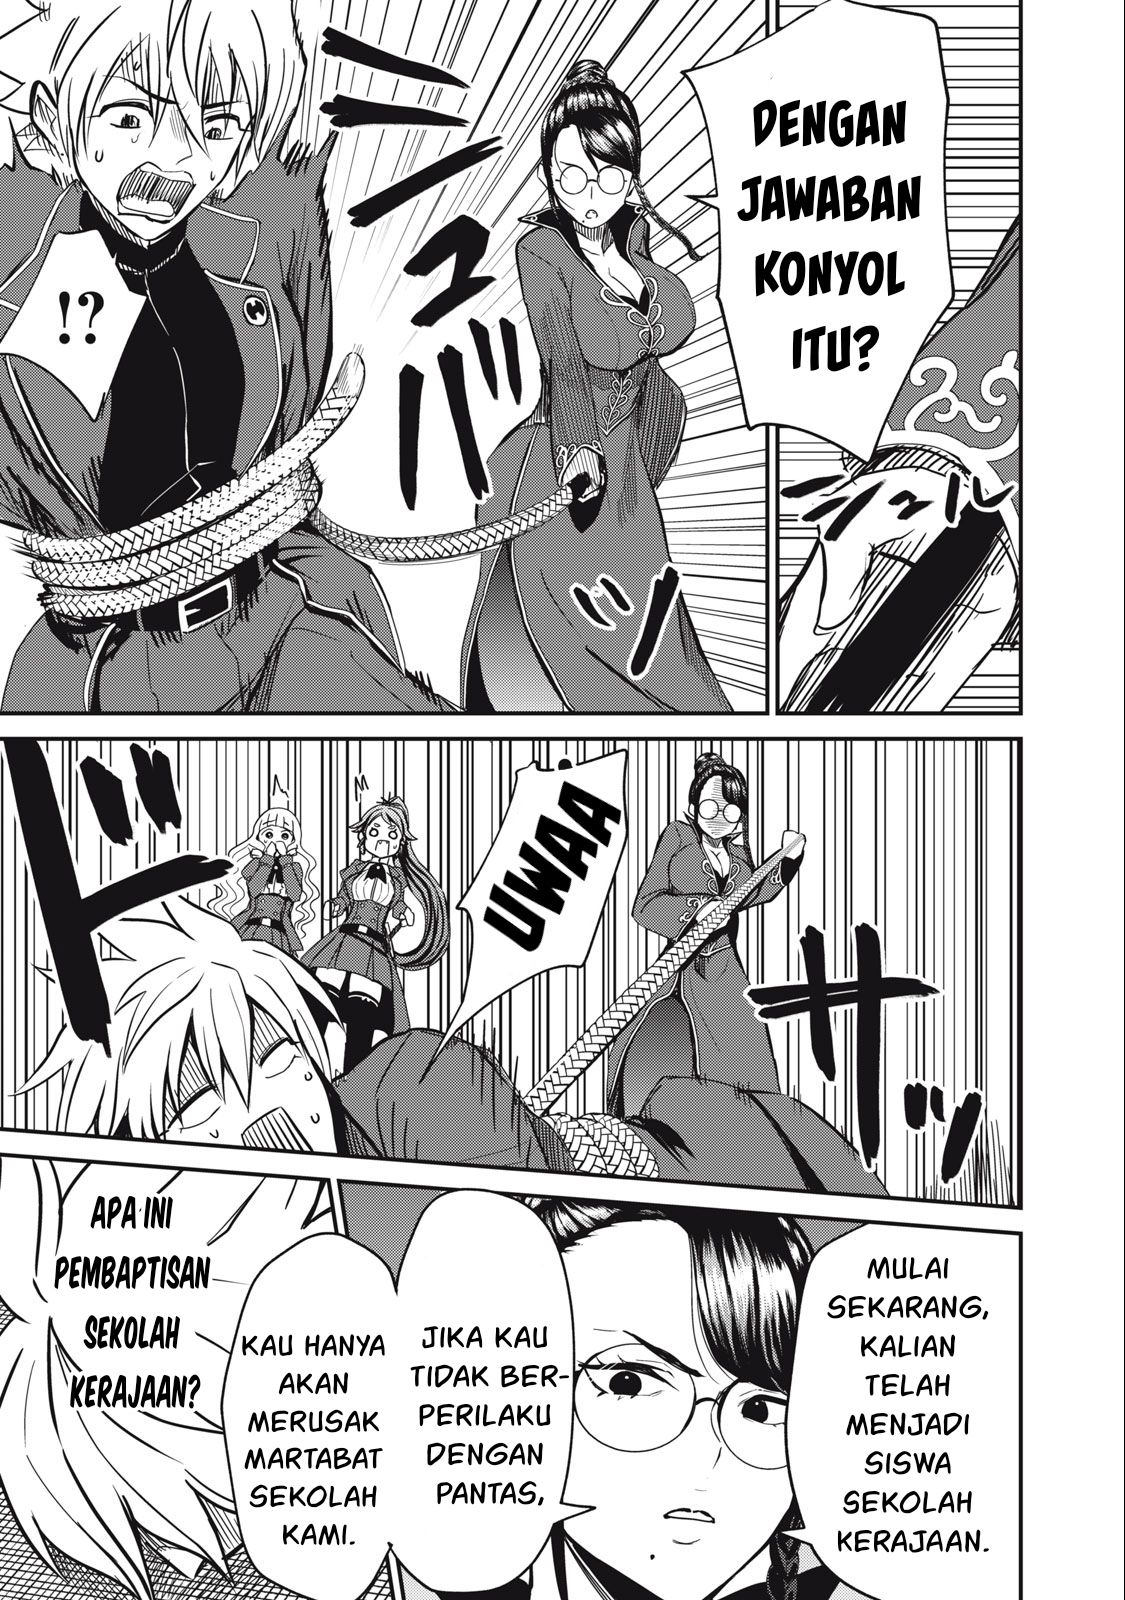 DENGAN
JAWABAN
KONYOL
ITU?
!?
UWAA
MULAI
SEKARANG,
KALIAN
TELAH
MENJADI
SISWA
SEKOLAH
KERAJAAN.
JIKA KAU
TIDAK BER-
PERILAKU
DENGAN
PANTAS,
KAU HANYA
AKAN
MERUSAK
MARTABAT
SEKOLAH
KAMI.
APA INI
PEMBAPTISAN
SEKOLAH
KERAJAAN?